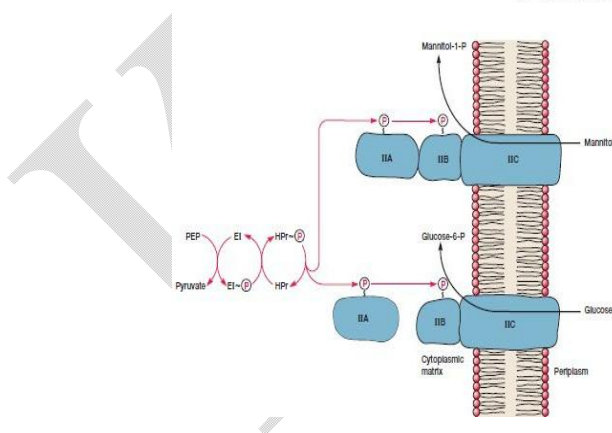 Mannitol-1-P
P
P
IIA
IIB
IIC
Mannito
PEP
EI
HPr~P
Glucose-6-P
Pyruvate
EI~P
HPr
P
P
IIA
IIB
IIC
Glucose
Cytoplasmic
matrix
Periplasm